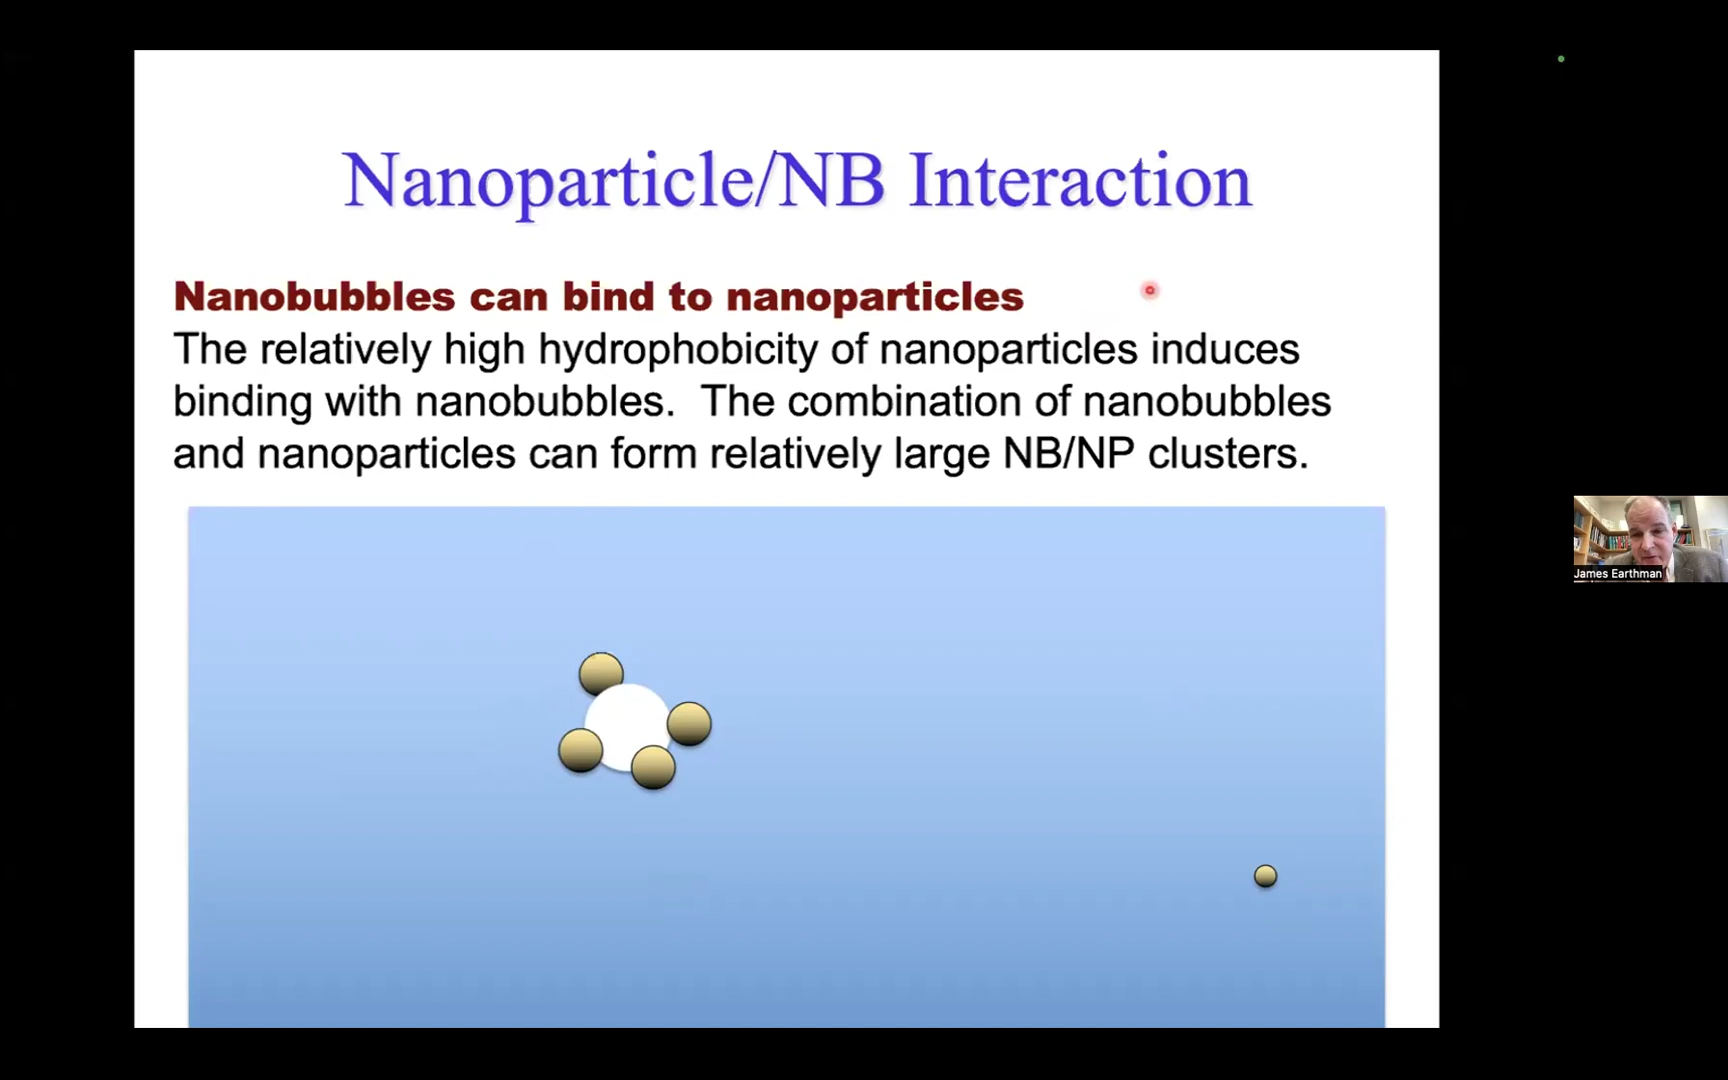 Nanoparticle/NB Interaction
Nanobubbles can bind to nanoparticles
The relatively high hydrophobicity of nanoparticles induces
binding with nanobubbles.  The combination of nanobubbles
and nanoparticles can form relatively large NB/NP clusters.
James Earthman